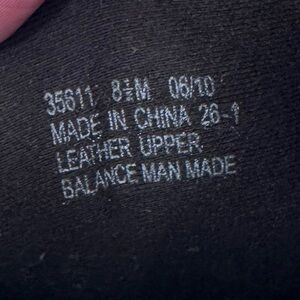 35611 8½M 06/10
MADE IN CHINA 26-1
LEATHER UPPER
BALANCE MAN MADE